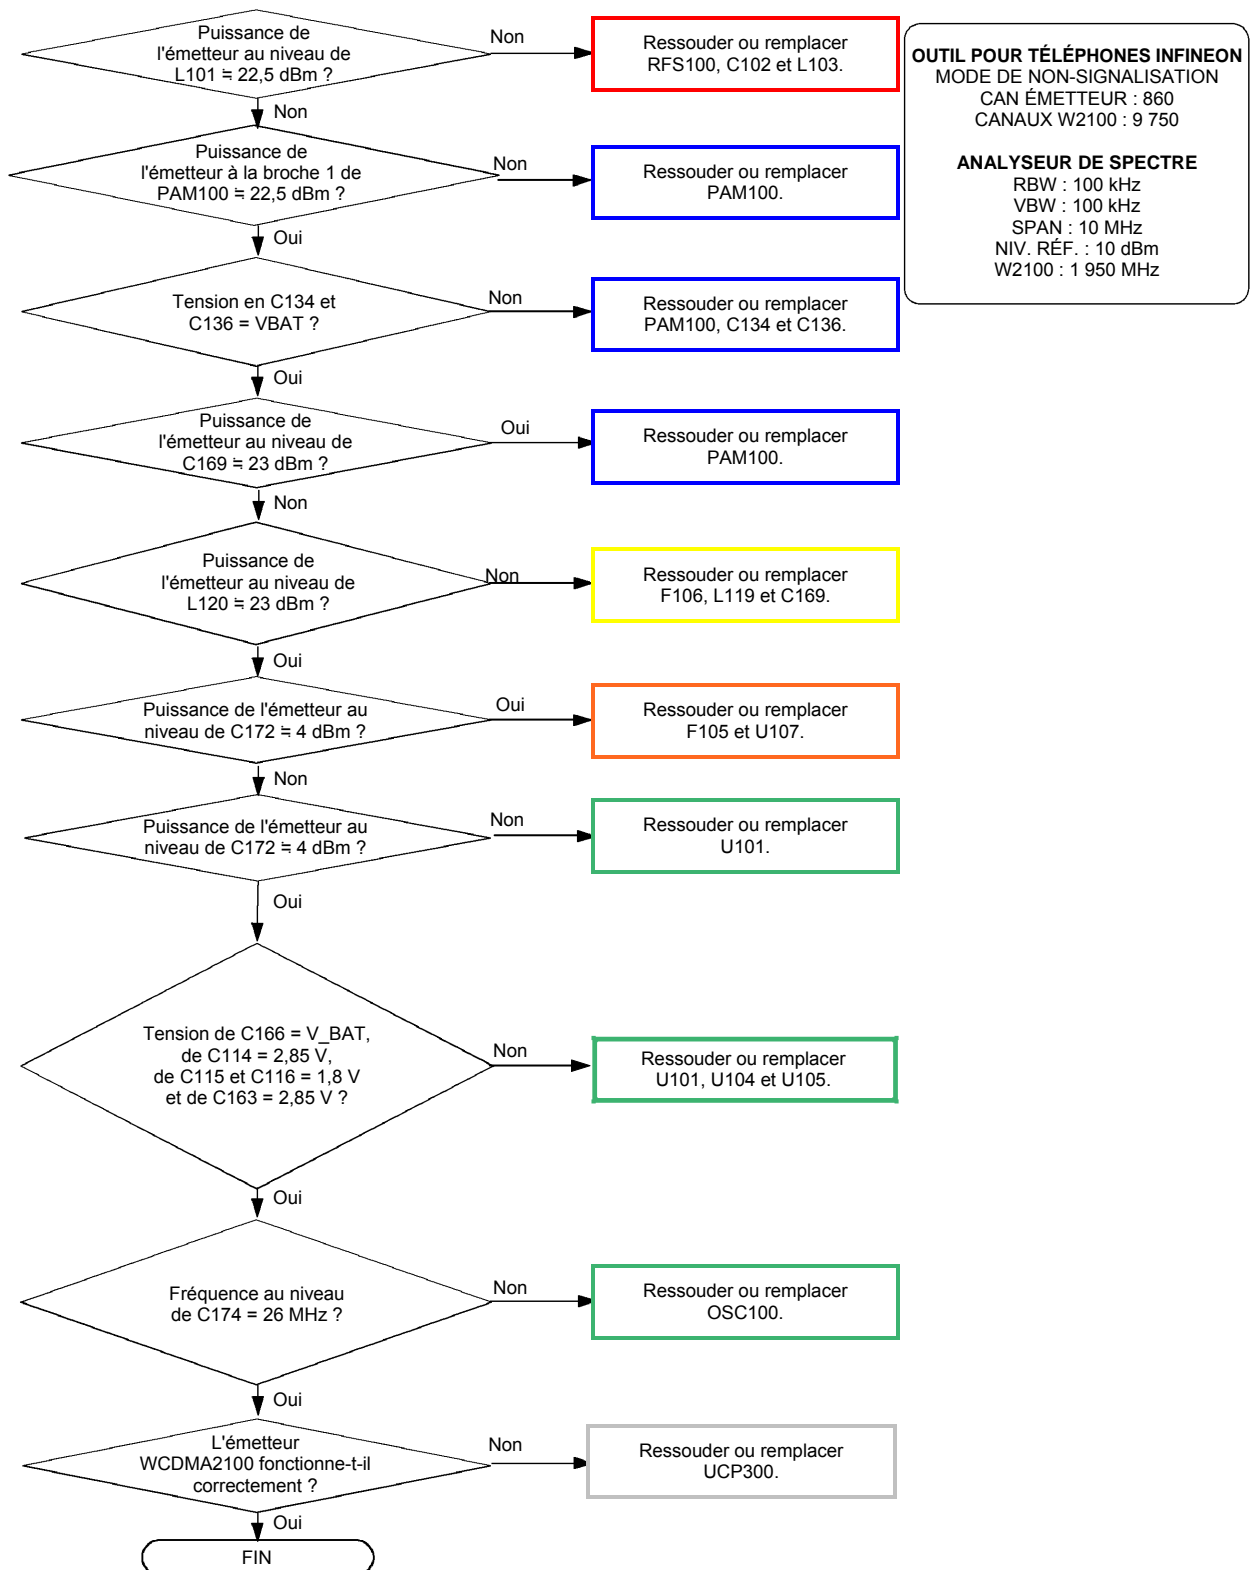 Puissance de
l'émetteur au niveau de
L101 ≒ 22,5 dBm ?
Non
Ressouder ou remplacer
RFS100, C102 et L103.
OUTIL POUR TÉLÉPHONES INFINEON
MODE DE NON-SIGNALISATION
CAN ÉMETTEUR : 860
CANAUX W2100 : 9 750
ANALYSEUR DE SPECTRE
RBW : 100 kHz
VBW : 100 kHz
SPAN : 10 MHz
NIV. RÉF. : 10 dBm
W2100 : 1 950 MHz
Non
Puissance de
l'émetteur à la broche 1 de
PAM100 ≒ 22,5 dBm ?
Non
Ressouder ou remplacer
PAM100.
Oui
Tension en C134 et
C136 = VBAT ?
Non
Ressouder ou remplacer
PAM100, C134 et C136.
Oui
Puissance de
l'émetteur au niveau de
C169 ≒ 23 dBm ?
Oui
Ressouder ou remplacer
PAM100.
Non
Puissance de
l'émetteur au niveau de
L120 ≒ 23 dBm ?
Non
Ressouder ou remplacer
F106, L119 et C169.
Oui
Puissance de l'émetteur au
niveau de C172 ≒ 4 dBm ?
Oui
Ressouder ou remplacer
F105 et U107.
Non
Puissance de l'émetteur au
niveau de C172 ≒ 4 dBm ?
Non
Ressouder ou remplacer
U101.
Oui
Tension de C166 = V_BAT,
de C114 = 2,85 V,
de C115 et C116 = 1,8 V
et de C163 = 2,85 V ?
Non
Ressouder ou remplacer
U101, U104 et U105.
Oui
Fréquence au niveau
de C174 = 26 MHz ?
Non
Ressouder ou remplacer
OSC100.
Oui
L'émetteur
WCDMA2100 fonctionne-t-il
correctement ?
Non
Ressouder ou remplacer
UCP300.
Oui
FIN